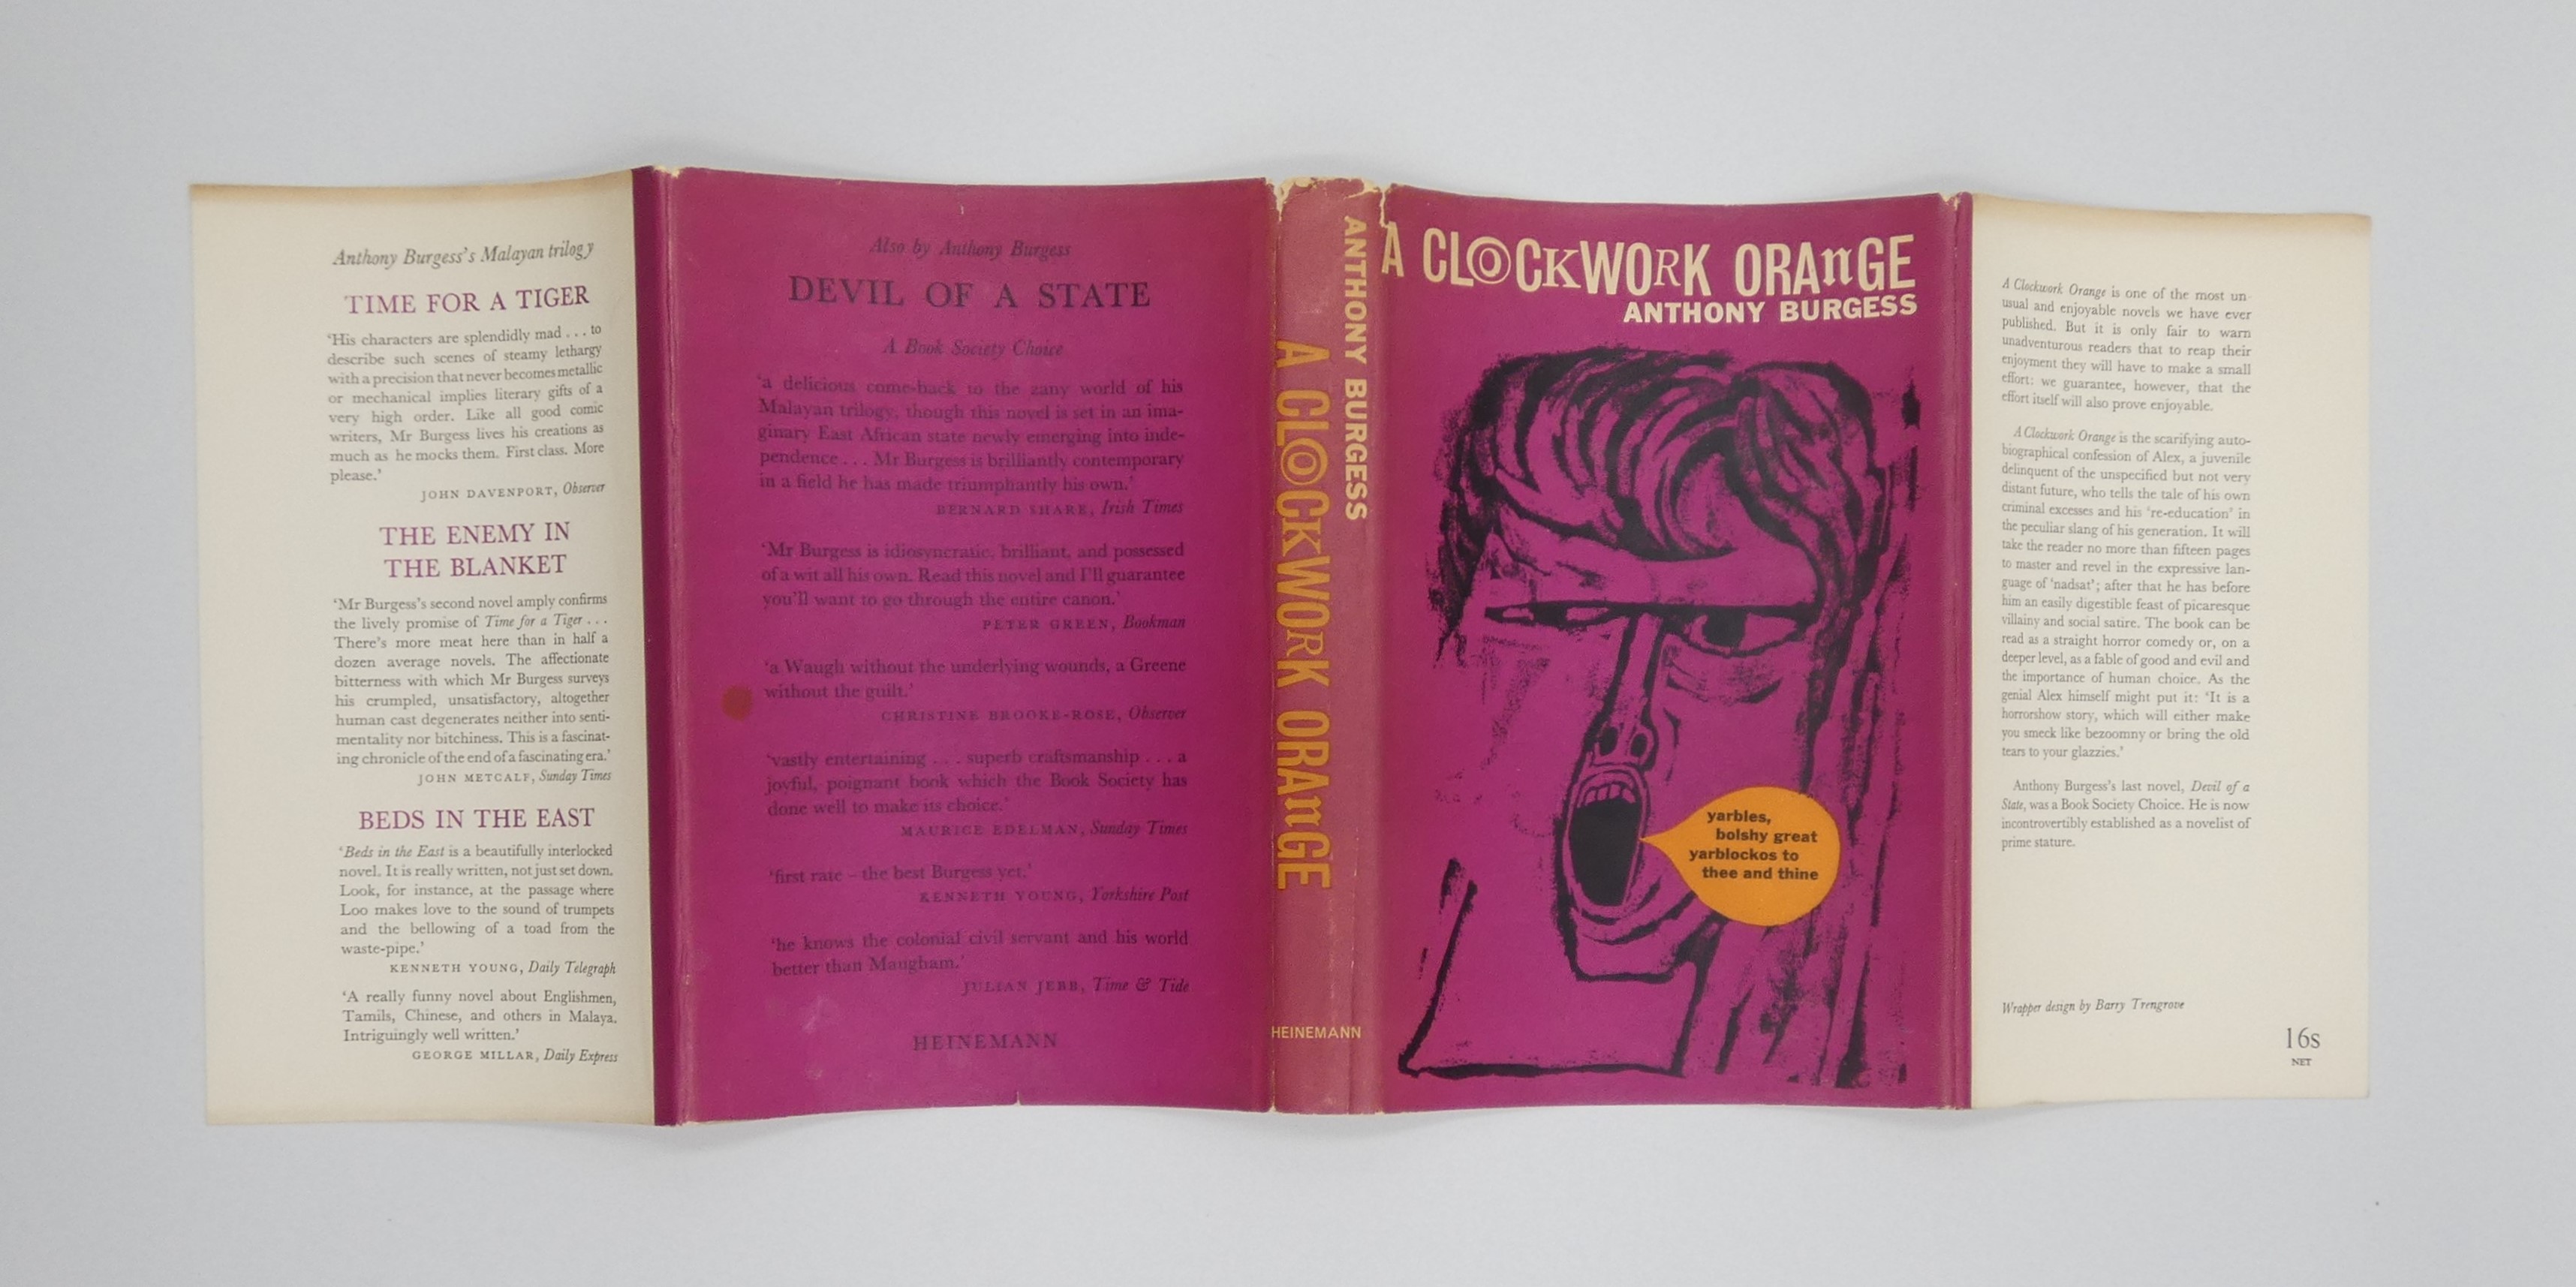 Anthony Burgess's Malayan trilogy
TIME FOR A TIGER
'His characters are splendidly mad . . . to
describe such scenes of steamy lethargy
with a precision that never becomes metallic
or mechanical implies literary gifts of a
very high order. Like all good comic
writers, Mr Burgess lives his creations as
much as he mocks them. First class. More
please.'
JOHN DAVENPORT, Observer
THE ENEMY IN
THE BLANKET
'Mr Burgess's second novel amply confirms
the lively promise of Time for a Tiger . . .
There's more meat here than in half a
dozen average novels. The affectionate
bitterness with which Mr Burgess surveys
his crumpled, unsatisfactory, altogether
human cast degenerates neither into senti-
mentality nor bitchiness. This is a fascinat-
ing chronicle of the end of a fascinating era.'
JOHN METCALF, Sunday Times
BEDS IN THE EAST
'Beds in the East is a beautifully interlocked
novel. It is really written, not just set down.
Look, for instance, at the passage where
Loo makes love to the sound of trumpets
and the bellowing of a toad from the
waste-pipe.'
KENNETH YOUNG, Daily Telegraph
'A really funny novel about Englishmen,
Tamils, Chinese, and others in Malaya.
Intriguingly well written.'
GEORGE MILLAR, Daily Express
Also by Anthony Burgess
DEVIL OF A STATE
A Book Society Choice
'a delicious come-back to the zany world of his
Malayan trilogy, though this novel is set in an ima-
ginary East African state newly emerging into inde-
pendence . . . Mr Burgess is brilliantly contemporary
in a field he has made triumphantly his own.'
BERNARD SHARE, Irish Times
'Mr Burgess is idiosyncratic, brilliant, and possessed
of a wit all his own. Read this novel and I'll guarantee
you'll want to go through the entire canon.'
PETER GREEN, Bookman
'a Waugh without the underlying wounds, a Greene
without the guilt.'
CHRISTINE BROOKE-ROSE, Observer
'vastly entertaining . . . superb craftsmanship . . . a
joyful, poignant book which the Book Society has
done well to make its choice.'
MAURICE EDELMAN, Sunday Times
'first rate – the best Burgess yet.'
KENNETH YOUNG, Yorkshire Post
'he knows the colonial civil servant and his world
better than Maugham.'
JULIAN JEBB, Time & Tide
HEINEMANN
ANTHONY BURGESS
A CLOCKWORK ORAnGE
HEINEMANN
A CLOCKWORK ORAnGE
ANTHONY BURGESS
yarbles,
bolshy great
yarblockos to
thee and thine
A Clockwork Orange is one of the most un-
usual and enjoyable novels we have ever
published. But it is only fair to warn
unadventurous readers that to reap their
enjoyment they will have to make a small
effort: we guarantee, however, that the
effort itself will also prove enjoyable.
A Clockwork Orange is the scarifying auto-
biographical confession of Alex, a juvenile
delinquent of the unspecified but not very
distant future, who tells the tale of his own
criminal excesses and his 're-education' in
the peculiar slang of his generation. It will
take the reader no more than fifteen pages
to master and revel in the expressive lan-
guage of 'nadsat'; after that he has before
him an easily digestible feast of picaresque
villainy and social satire. The book can be
read as a straight horror comedy or, on a
deeper level, as a fable of good and evil and
the importance of human choice. As the
genial Alex himself might put it: 'It is a
horrorshow story, which will either make
you smeck like bezoomny or bring the old
tears to your glazzies.'
Anthony Burgess's last novel, Devil of a
State, was a Book Society Choice. He is now
incontrovertibly established as a novelist of
prime stature.
Wrapper design by Barry Trengrove
16s
NET